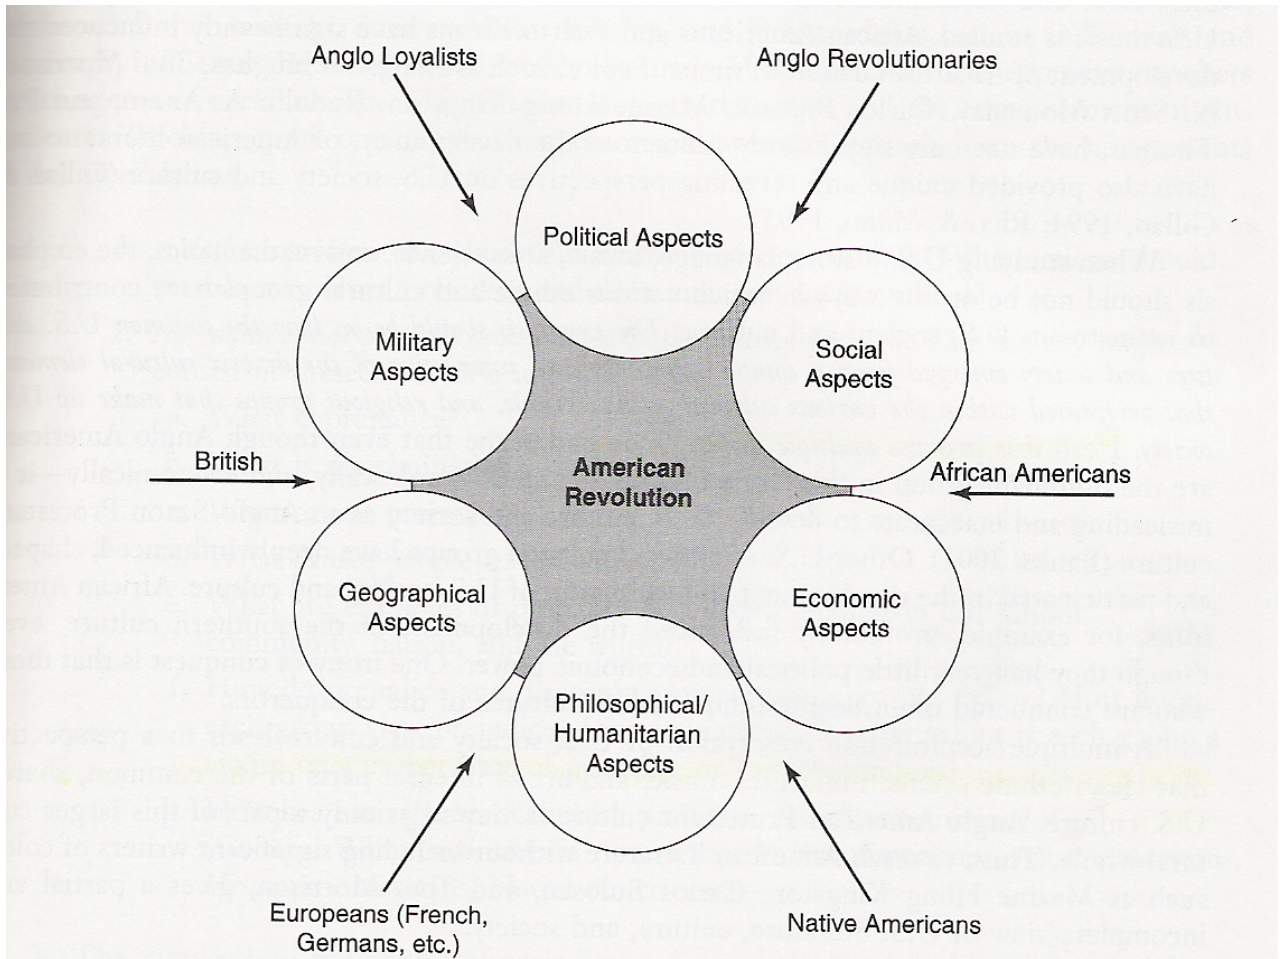 Anglo Loyalists
Anglo Revolutionaries
Political Aspects
Military
Aspects
Social
Aspects
British
American
Revolution
African Americans
Geographical
Aspects
Economic
Aspects
Philosophical/
Humanitarian
Aspects
Europeans (French,
Germans, etc.)
Native Americans